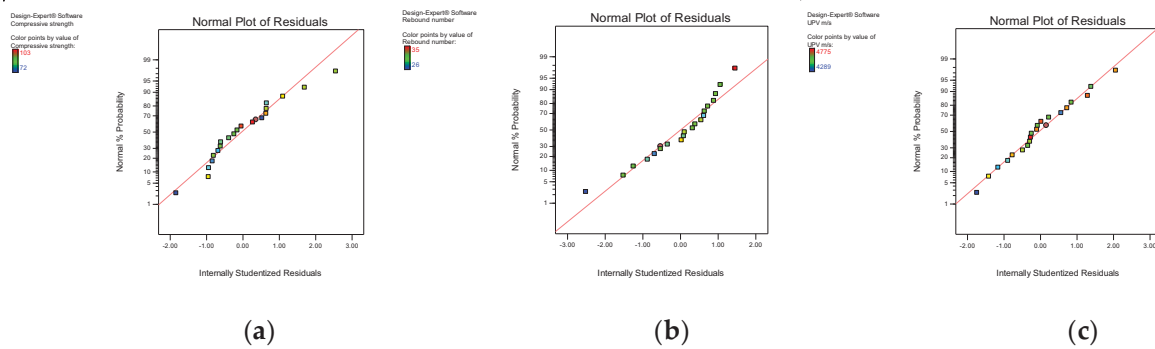 Design-Expert® Software
Compressive strength
Color points by value of
Compressive strength:
103
72
Normal Plot of Residuals
Normal % Probability
99
95
90
80
70
50
30
20
10
5
1
-2.00 -1.00 0.00 1.00 2.00 3.00
Internally Studentized Residuals
(a)
Design-Expert® Software
Rebound number
Color points by value of
Rebound number:
35
26
Normal Plot of Residuals
Normal % Probability
99
95
90
80
70
50
30
20
10
5
1
-3.00 -2.00 -1.00 0.00 1.00 2.00
Internally Studentized Residuals
(b)
Design-Expert® Software
UPV m/s
Color points by value of
UPV m/s:
4775
4289
Normal Plot of Residuals
Normal % Probability
99
95
90
80
70
50
30
20
10
5
1
-2.00 -1.00 0.00 1.00 2.00 3.00
Internally Studentized Residuals
(c)